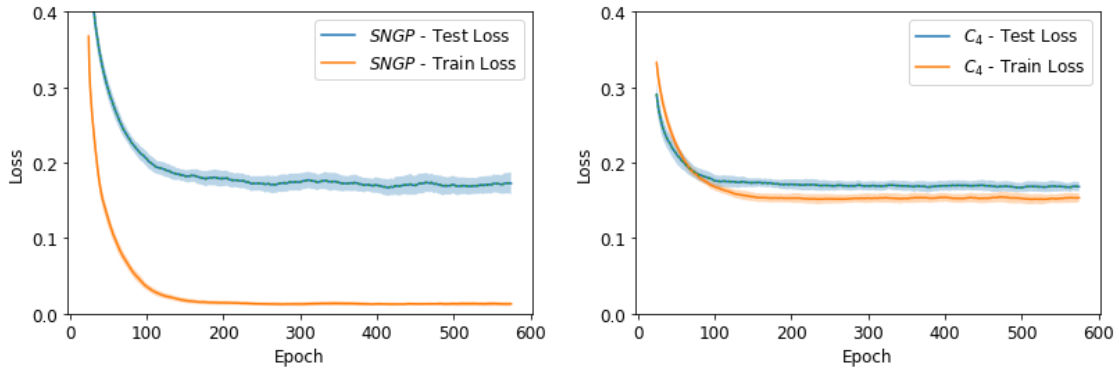 0.4
0.3
0.2
0.1
0.0
Loss
0 100 200 300 400 500 600
Epoch
SNGP - Test Loss
SNGP - Train Loss
0.4
0.3
0.2
0.1
0.0
Loss
0 100 200 300 400 500 600
Epoch
C₄ - Test Loss
C₄ - Train Loss